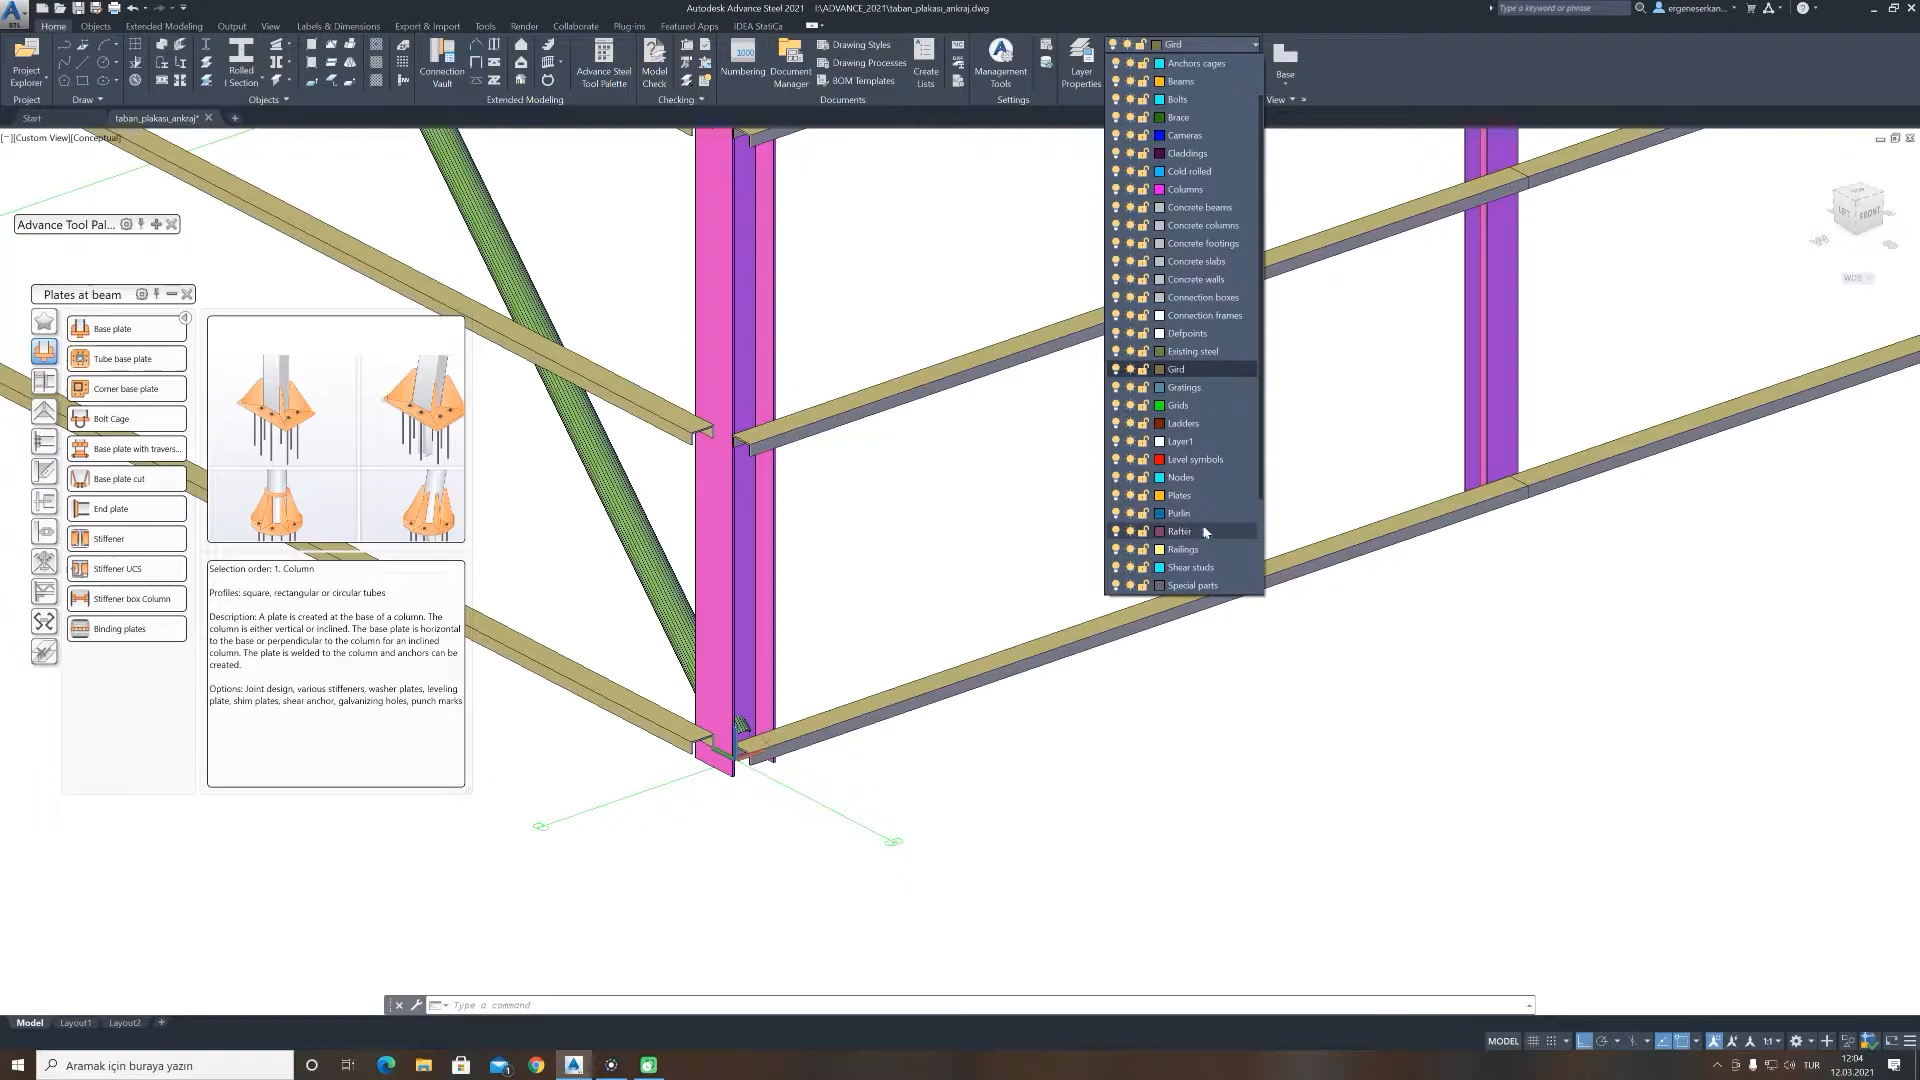 Autodesk Advance Steel 2021 I:\ADVANCE_2021\taban_plakası_ankraj.dwg
Type a keyword or phrase
ergeneserkan...
Home Objects Extended Modeling Output View Labels & Dimensions Export & Import Tools Render Collaborate Plug-ins Featured Apps IDEA StatiCa
Project Explorer
Rolled I Section
Connection Vault
Advance Steel Tool Palette
Model Check
1000
Numbering
Document Manager
Drawing Styles
Drawing Processes
BOM Templates
Create Lists
Management Tools
Layer Properties
Base
Project
Draw
Objects
Extended Modeling
Checking
Documents
Settings
View
Start
taban_plakası_ankraj*
[−][Custom View][Conceptual]
Gird
Anchors cages
Beams
Bolts
Brace
Cameras
Claddings
Cold rolled
Columns
Concrete beams
Concrete columns
Concrete footings
Concrete slabs
Concrete walls
Connection boxes
Connection frames
Defpoints
Existing steel
Gird
Gratings
Grids
Ladders
Layer1
Level symbols
Nodes
Plates
Purlin
Rafter
Railings
Shear studs
Special parts
LEFT
FRONT
WCS
Advance Tool Pal...
Plates at beam
Base plate
Tube base plate
Corner base plate
Bolt Cage
Base plate with travers...
Base plate cut
End plate
Stiffener
Stiffener UCS
Stiffener box Column
Binding plates
Selection order: 1. Column
Profiles: square, rectangular or circular tubes
Description: A plate is created at the base of a column. The
column is either vertical or inclined. The base plate is horizontal
to the base or perpendicular to the column for an inclined
column. The plate is welded to the column and anchors can be
created.
Options: Joint design, various stiffeners, washer plates, leveling
plate, shim plates, shear anchor, galvanizing holes, punch marks
Type a command
Model Layout1 Layout2
MODEL
1:1
Aramak için buraya yazın
TUR
12:04
12.03.2021